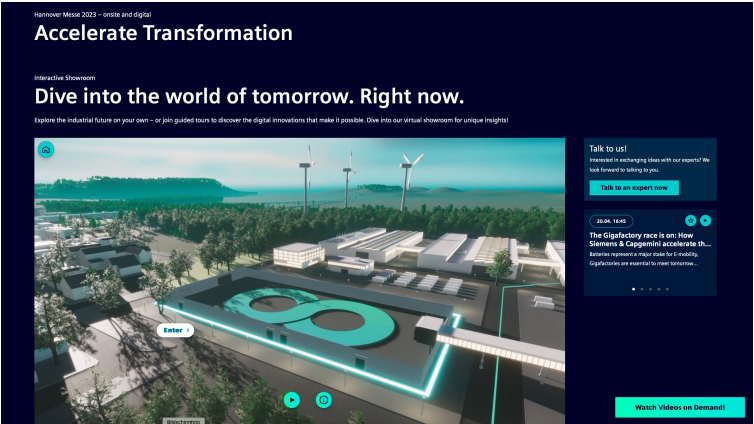 Hannover Messe 2023 – onsite and digital
Accelerate Transformation
Interactive Showroom
Dive into the world of tomorrow. Right now.
Explore the industrial future on your own – or join guided tours to discover the digital innovations that make it possible. Dive into our virtual showroom for unique insights!
Enter
Talk to us!
Interested in exchanging ideas with our experts? We
look forward to talking to you.
Talk to an expert now
20.04. 16:45
The Gigafactory race is on: How
Siemens & Capgemini accelerate th...
Batteries represent a major stake for E-mobility,
Gigafactories are essential to meet tomorrow...
Watch Videos on Demand!